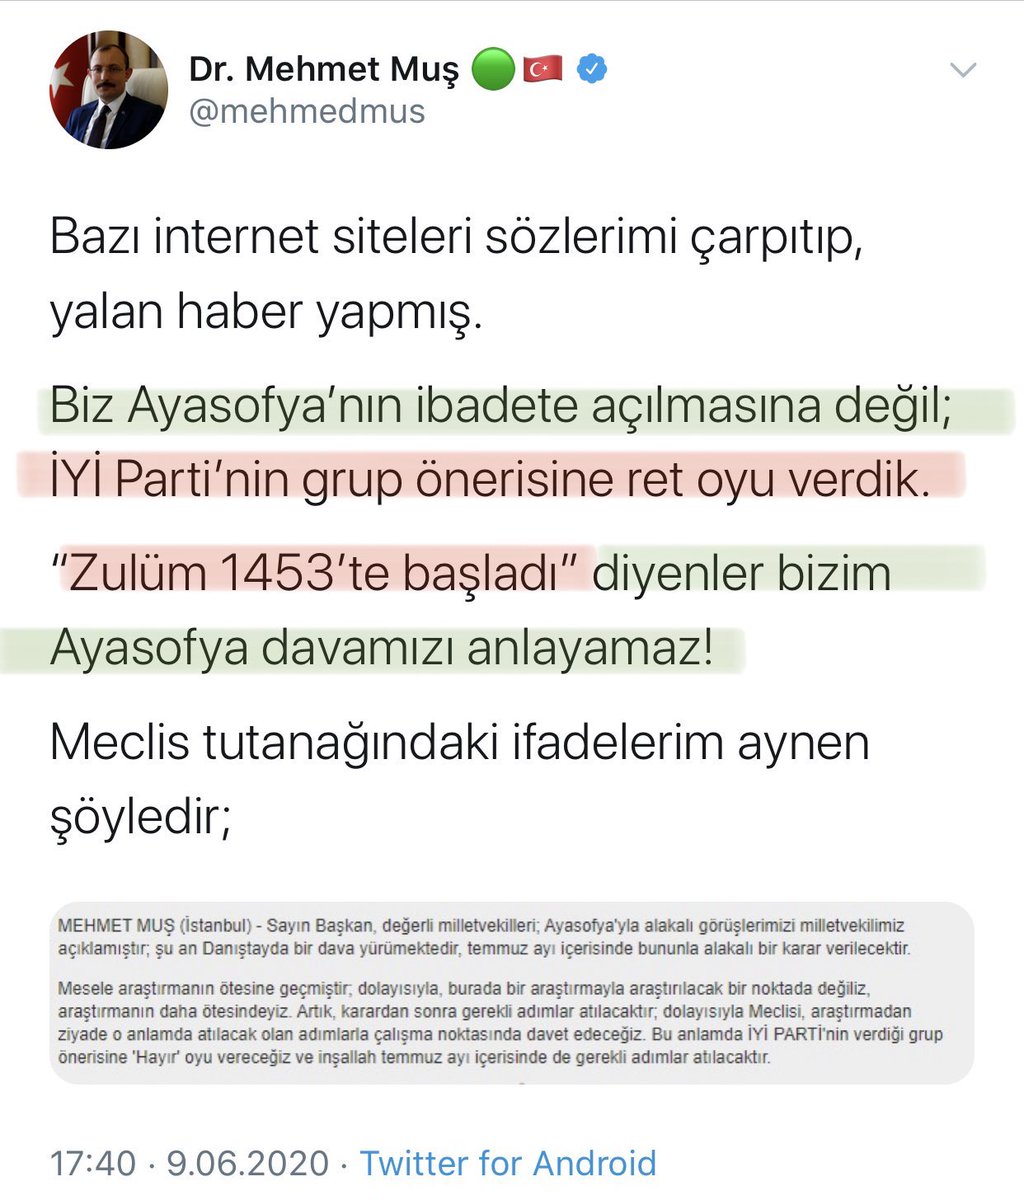 Dr. Mehmet Muş
@mehmedmus
Bazı internet siteleri sözlerimi çarpıtıp,
yalan haber yapmış.
Biz Ayasofya’nın ibadete açılmasına değil;
İYİ Parti’nin grup önerisine ret oyu verdik.
“Zulüm 1453’te başladı” diyenler bizim
Ayasofya davamızı anlayamaz!
Meclis tutanağındaki ifadelerim aynen
şöyledir;
MEHMET MUŞ (İstanbul) - Sayın Başkan, değerli milletvekilleri; Ayasofya'yla alakalı görüşlerimizi milletvekilimiz
açıklamıştır; şu an Danıştayda bir dava yürümektedir, temmuz ayı içerisinde bununla alakalı bir karar verilecektir.
Mesele araştırmanın ötesine geçmiştir; dolayısıyla, burada bir araştırmayla araştırılacak bir noktada değiliz,
araştırmanın daha ötesindeyiz. Artık, karardan sonra gerekli adımlar atılacaktır; dolayısıyla Meclisi, araştırmadan
ziyade o anlamda atılacak olan adımlarla çalışma noktasında davet edeceğiz. Bu anlamda İYİ PARTİ'nin verdiği grup
önerisine 'Hayır' oyu vereceğiz ve inşallah temmuz ayı içerisinde de gerekli adımlar atılacaktır.
17:40 · 9.06.2020 · Twitter for Android